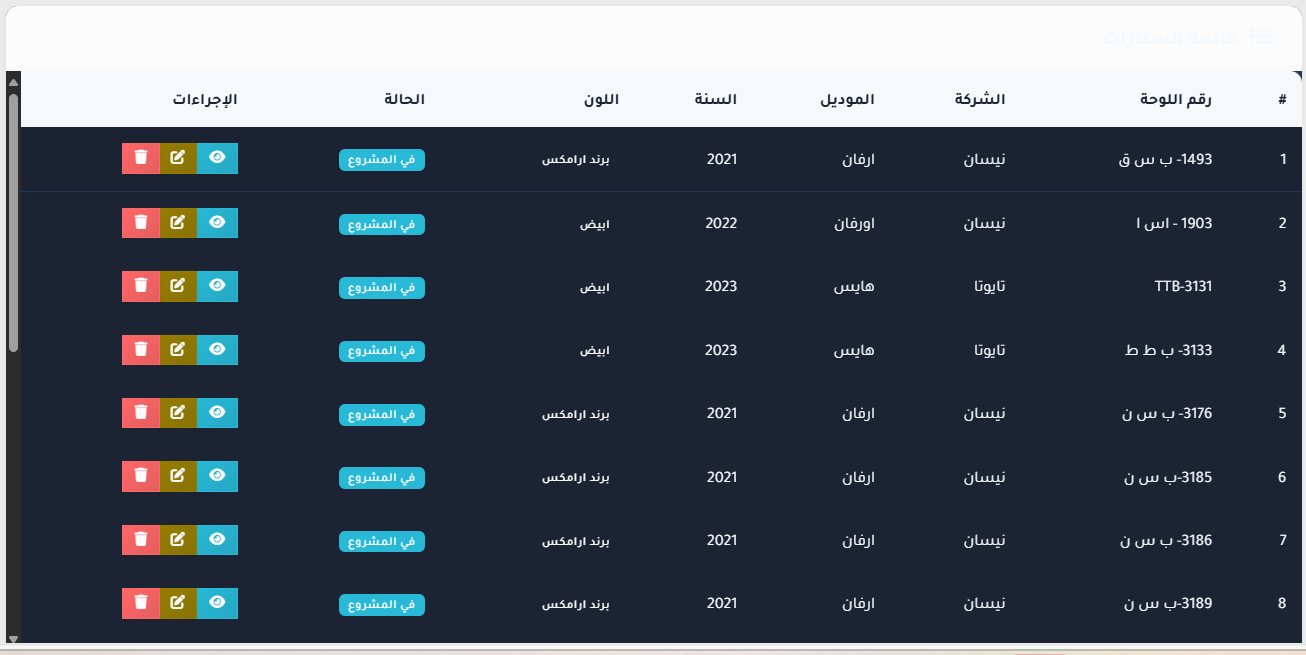 قائمة السيارات
# رقم اللوحة الشركة الموديل السنة اللون الحالة الإجراءات
1 1493- ب س ق نيسان ارفان 2021 برند ارامكس في المشروع
2 1903 - اس ا نيسان اورفان 2022 ابيض في المشروع
3 TTB-3131 تايوتا هايس 2023 ابيض في المشروع
4 3133- ب ط ط تايوتا هايس 2023 ابيض في المشروع
5 3176- ب س ن نيسان ارفان 2021 برند ارامكس في المشروع
6 3185-ب س ن نيسان ارفان 2021 برند ارامكس في المشروع
7 3186- ب س ن نيسان ارفان 2021 برند ارامكس في المشروع
8 3189-ب س ن نيسان ارفان 2021 برند ارامكس في المشروع